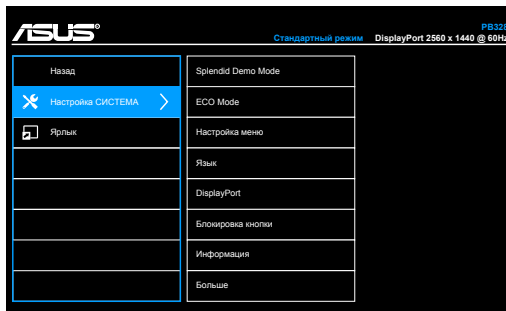 ASUS
PB328
Стандартный режим DisplayPort 2560 x 1440 @ 60Hz
Назад
Настройка СИСТЕМА
Ярлык
Splendid Demo Mode
ECO Mode
Настройка меню
Язык
DisplayPort
Блокировка кнопки
Информация
Больше